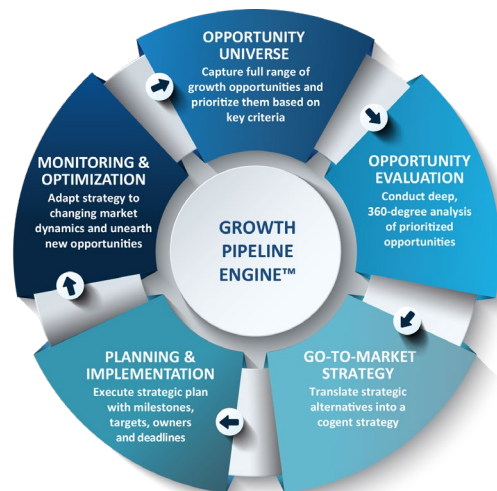 OPPORTUNITY
UNIVERSE
Capture full range of
growth opportunities and
prioritize them based on
key criteria
OPPORTUNITY
EVALUATION
Conduct deep,
360-degree analysis
of prioritized
opportunities
GO-TO-MARKET
STRATEGY
Translate strategic
alternatives into a
cogent strategy
PLANNING &
IMPLEMENTATION
Execute strategic plan
with milestones,
targets, owners
and deadlines
MONITORING &
OPTIMIZATION
Adapt strategy to
changing market
dynamics and unearth
new opportunities
GROWTH
PIPELINE
ENGINE™